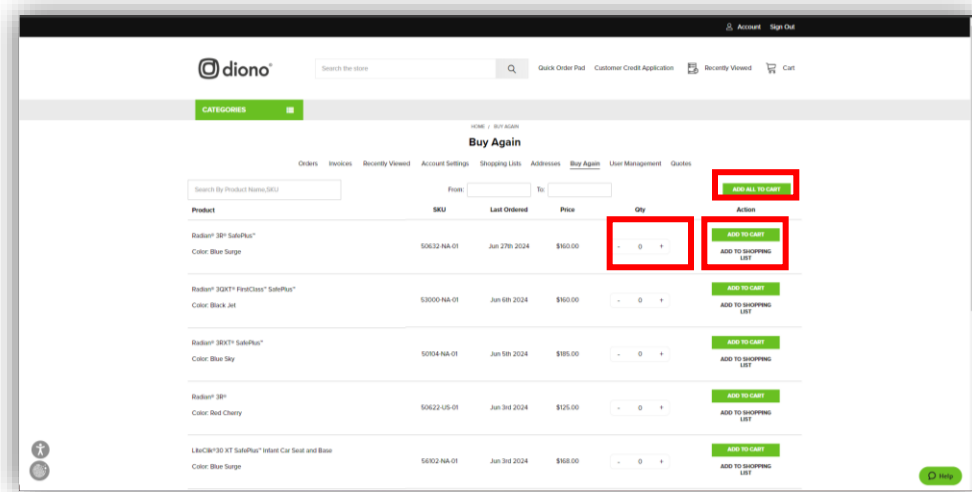 Account Sign Out
diono®
Search the store
Quick Order Pad Customer Credit Application Recently Viewed Cart
CATEGORIES
HOME / BUY AGAIN
Buy Again
Orders Invoices Recently Viewed Account Settings Shopping Lists Addresses Buy Again User Management Quotes
Search By Product Name,SKU From: To: ADD ALL TO CART
Product SKU Last Ordered Price Qty Action
Radian® 3R® SafePlus™
Color: Blue Surge
50632-NA-01 Jun 27th 2024 $160.00 - 0 +
ADD TO CART
ADD TO SHOPPING
LIST
Radian® 3QXT® FirstClass™ SafePlus™
Color: Black Jet
53000-NA-01 Jun 6th 2024 $160.00 - 0 +
ADD TO CART
ADD TO SHOPPING
LIST
Radian® 3RXT® SafePlus™
Color: Blue Sky
50104-NA-01 Jun 5th 2024 $185.00 - 0 +
ADD TO CART
ADD TO SHOPPING
LIST
Radian® 3R®
Color: Red Cherry
50622-US-01 Jun 3rd 2024 $125.00 - 0 +
ADD TO CART
ADD TO SHOPPING
LIST
LiteClik®30 XT SafePlus™ Infant Car Seat and Base
Color: Blue Surge
56102-NA-01 Jun 3rd 2024 $168.00 - 0 +
ADD TO CART
ADD TO SHOPPING
LIST
Help